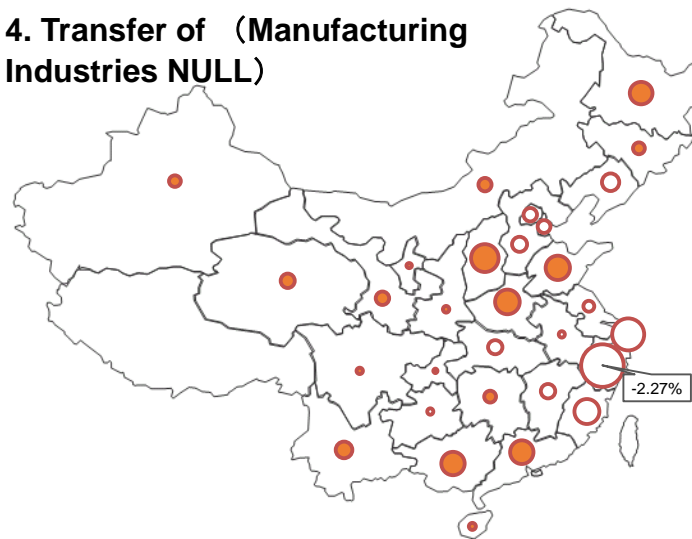 4. Transfer of （Manufacturing
Industries NULL）
-2.27%